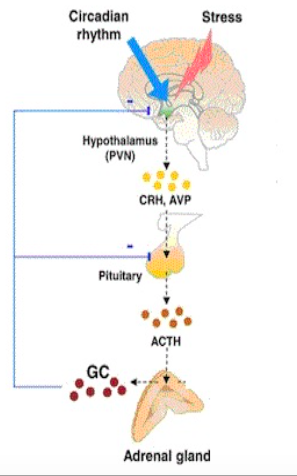 Circadian
rhythm
Stress
-
Hypothalamus
(PVN)
CRH, AVP
-
Pituitary
ACTH
GC
Adrenal gland